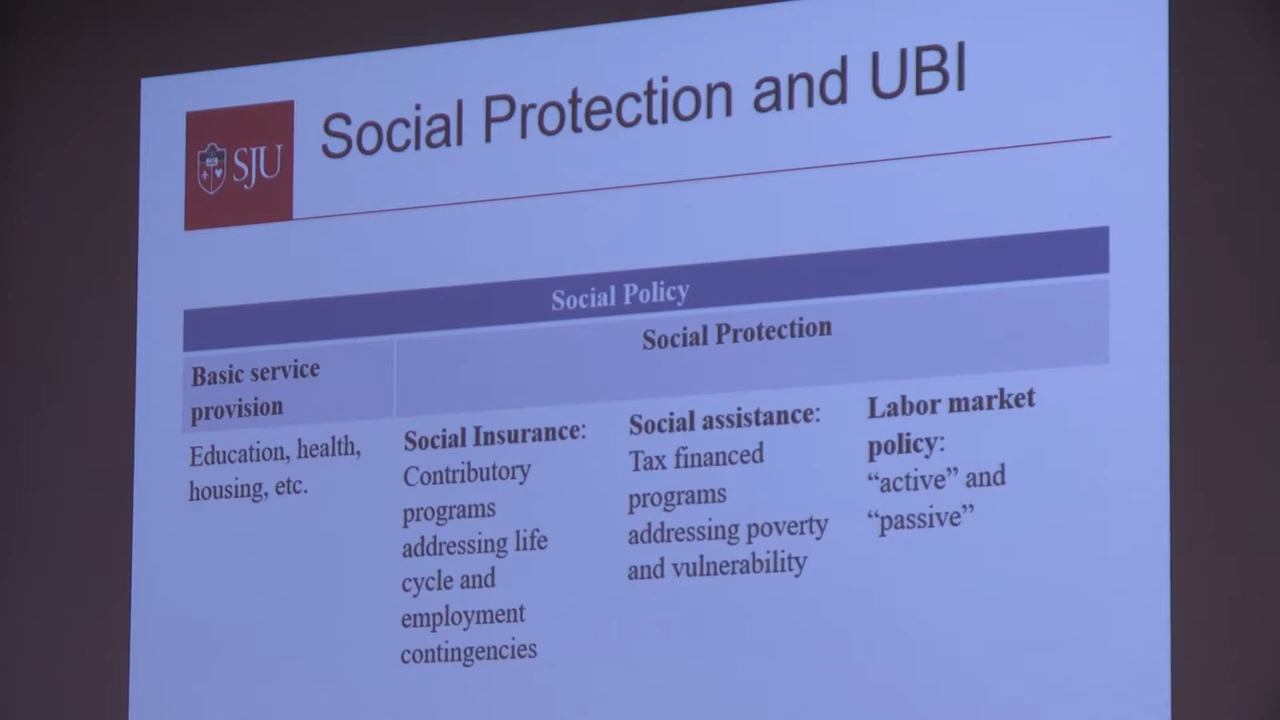 SJU
Social Protection and UBI
Social Policy
Basic service
provision
Social Protection
Education, health,
housing, etc.
Social Insurance:
Contributory
programs
addressing life
cycle and
employment
contingencies
Social assistance:
Tax financed
programs
addressing poverty
and vulnerability
Labor market
policy:
“active” and
“passive”